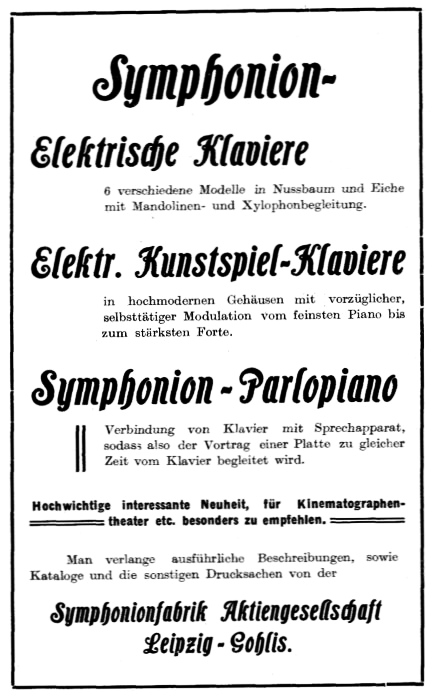 Symphonion-
Elektrische Klaviere
6 verschiedene Modelle in Nussbaum und Eiche
mit Mandolinen- und Xylophonbegleitung.
Elektr. Kunstspiel-Klaviere
in hochmodernen Gehäusen mit vorzüglicher,
selbsttätiger Modulation vom feinsten Piano bis
zum stärksten Forte.
Symphonion - Parlopiano
Verbindung von Klavier mit Sprechapparat,
sodass also der Vortrag einer Platte zu gleicher
Zeit vom Klavier begleitet wird.
Hochwichtige interessante Neuheit, für Kinematographen-
theater etc. besonders zu empfehlen.
Man verlange ausführliche Beschreibungen, sowie
Kataloge und die sonstigen Drucksachen von der
Symphonionfabrik Aktiengesellschaft
Leipzig - Gohlis.